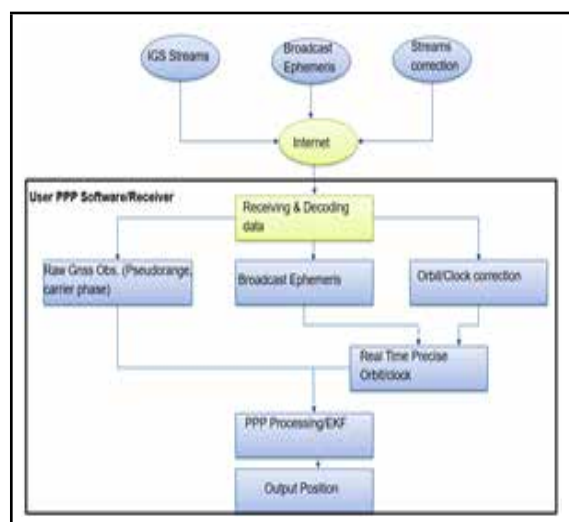 IGS Streams
Broadcast
Ephemeris
Streams
correction
Internet
User PPP Software/Receiver
Receiving & Decoding
data
Raw Gnss Obs. (Pseudorange,
carrier phase)
Broadcast Ephemeris
Orbit/Clock correction
Real Time Precise
Orbit/clock
PPP Processing/EKF
Output Position